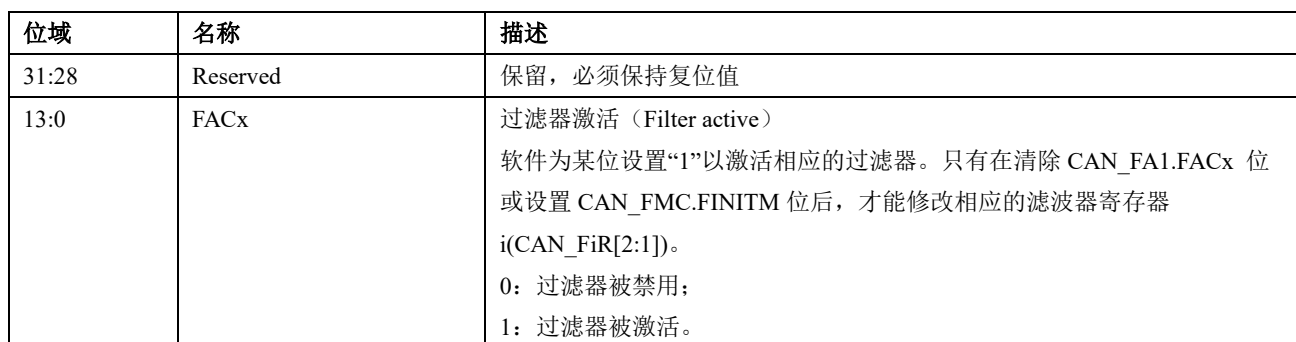 位域 名称 描述
31:28 Reserved 保留，必须保持复位值
13:0 FACx 过滤器激活（Filter active）
软件为某位设置“1”以激活相应的过滤器。只有在清除 CAN_FA1.FACx 位
或设置 CAN_FMC.FINITM 位后，才能修改相应的滤波器寄存器
i(CAN_FiR[2:1])。
0：过滤器被禁用；
1：过滤器被激活。